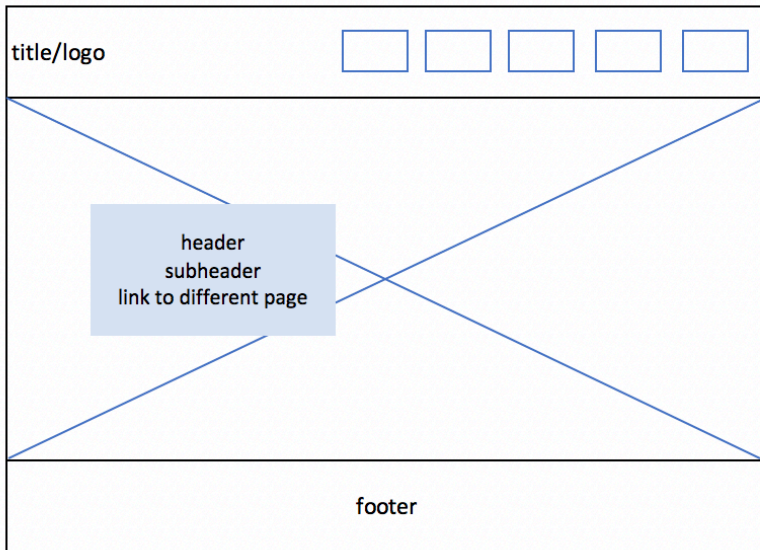 title/logo
header
subheader
link to different page
footer